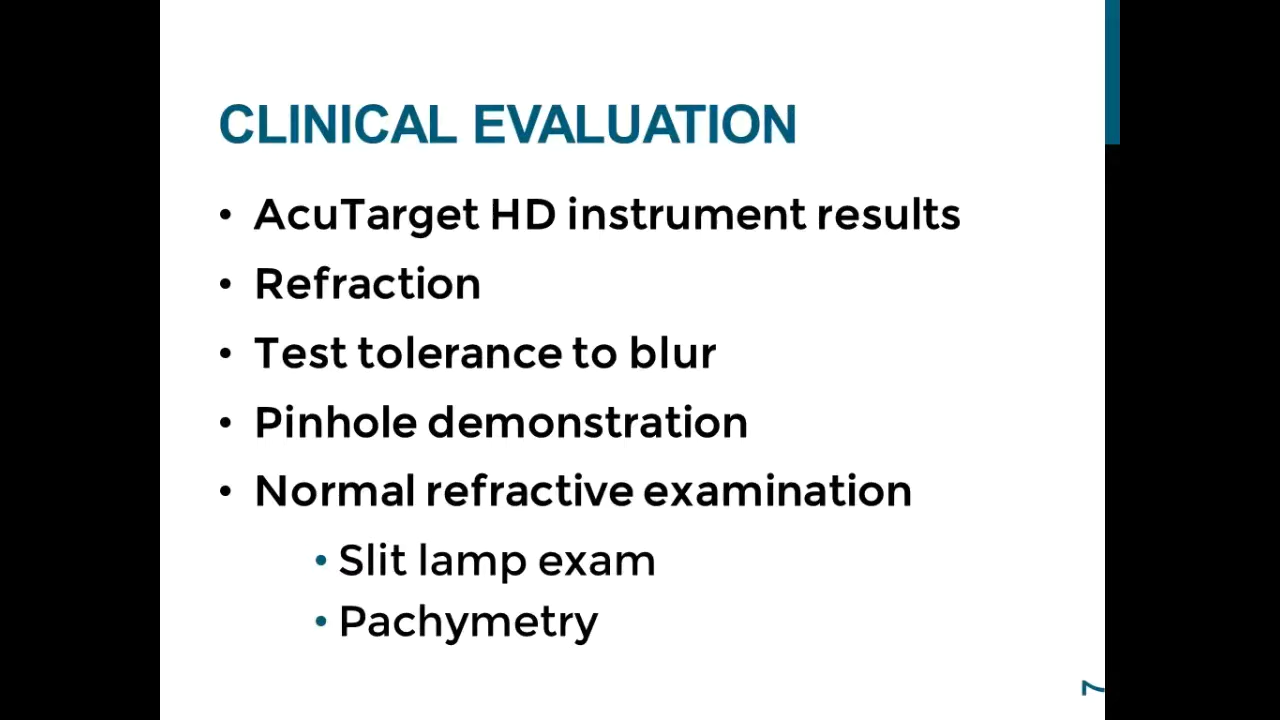 CLINICAL EVALUATION
• AcuTarget HD instrument results
• Refraction
• Test tolerance to blur
• Pinhole demonstration
• Normal refractive examination
• Slit lamp exam
• Pachymetry
7